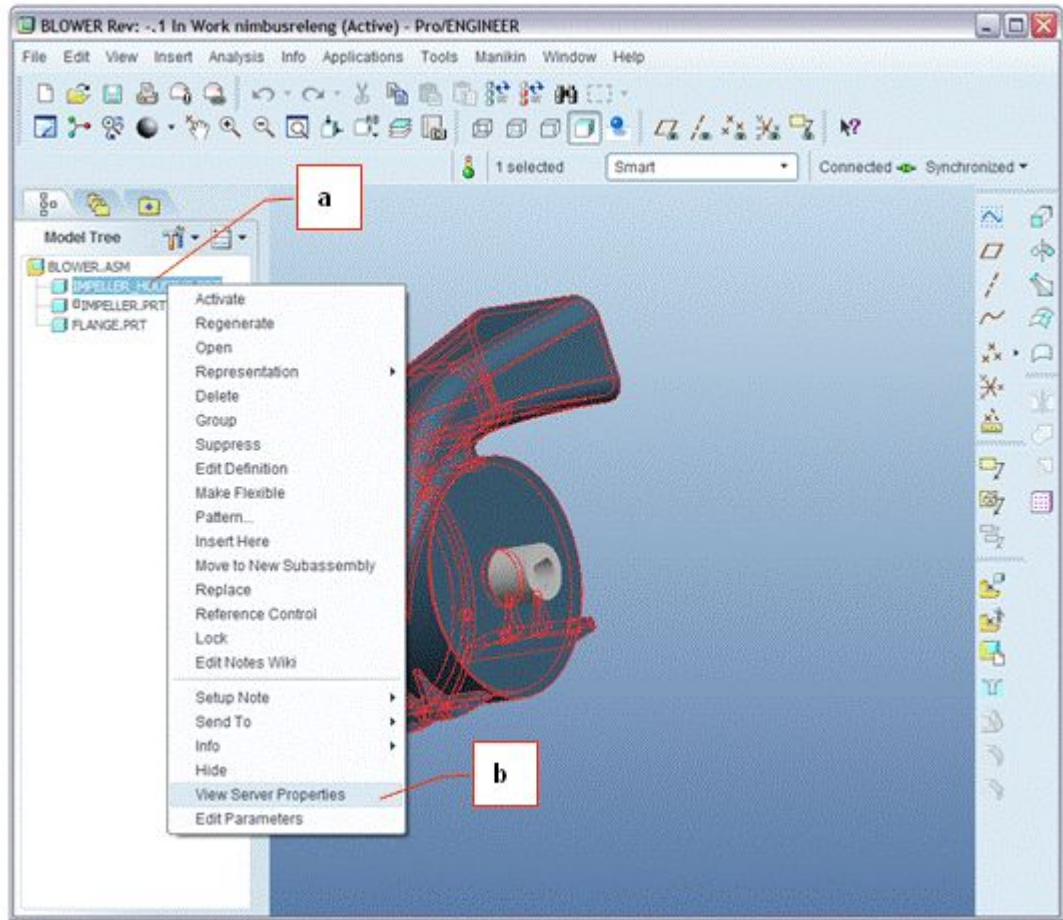 BLOWER Rev: -.1 In Work nimbusreleng (Active) - Pro/ENGINEER
File Edit View Insert Analysis Info Applications Tools Manikin Window Help
1 selected Smart Connected Synchronized
a
Model Tree
BLOWER.ASM
IMPELLER_HOUSING.PRT
IMPELLER.PRT
FLANGE.PRT
Activate
Regenerate
Open
Representation
Delete
Group
Suppress
Edit Definition
Make Flexible
Pattern...
Insert Here
Move to New Subassembly
Replace
Reference Control
Lock
Edit Notes Wiki
Setup Note
Send To
Info
Hide
b
View Server Properties
Edit Parameters